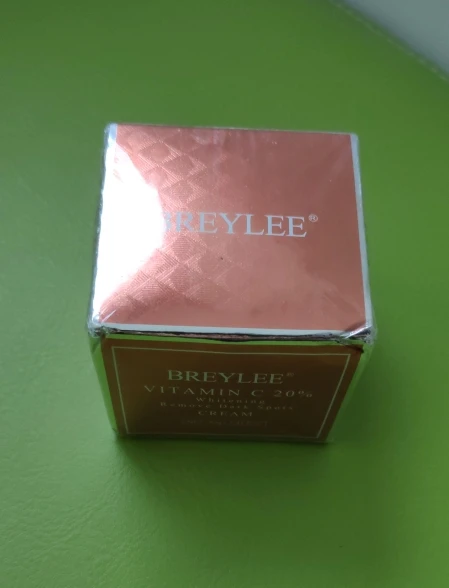 BREYLEE®
BREYLEE®
VITAMIN C 20%
Whitening
Remove Dark Spots
CREAM